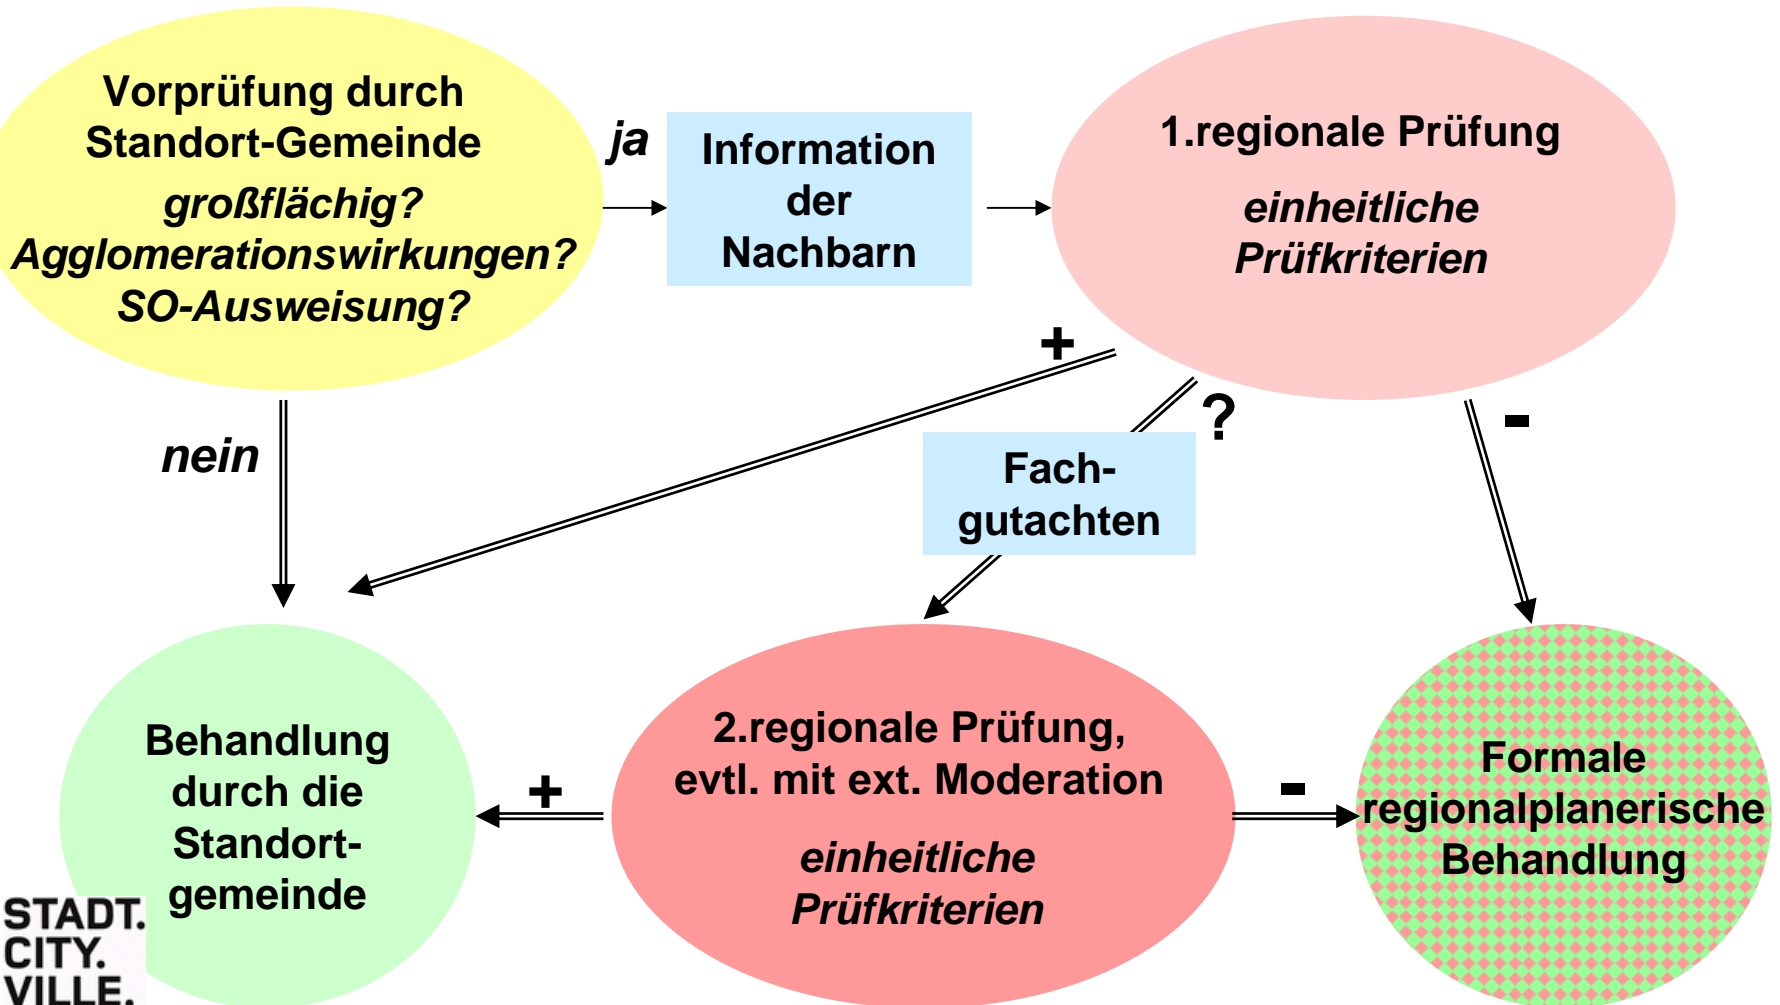 Vorprüfung durch
Standort-Gemeinde
großflächig?
Agglomerationswirkungen?
SO-Ausweisung?
ja
Information
der
Nachbarn
1.regionale Prüfung
einheitliche
Prüfkriterien
+
?
-
nein
Fach-
gutachten
Behandlung
durch die
Standort-
gemeinde
+
2.regionale Prüfung,
evtl. mit ext. Moderation
einheitliche
Prüfkriterien
-
Formale
regionalplanerische
Behandlung
STADT.
CITY.
VILLE.